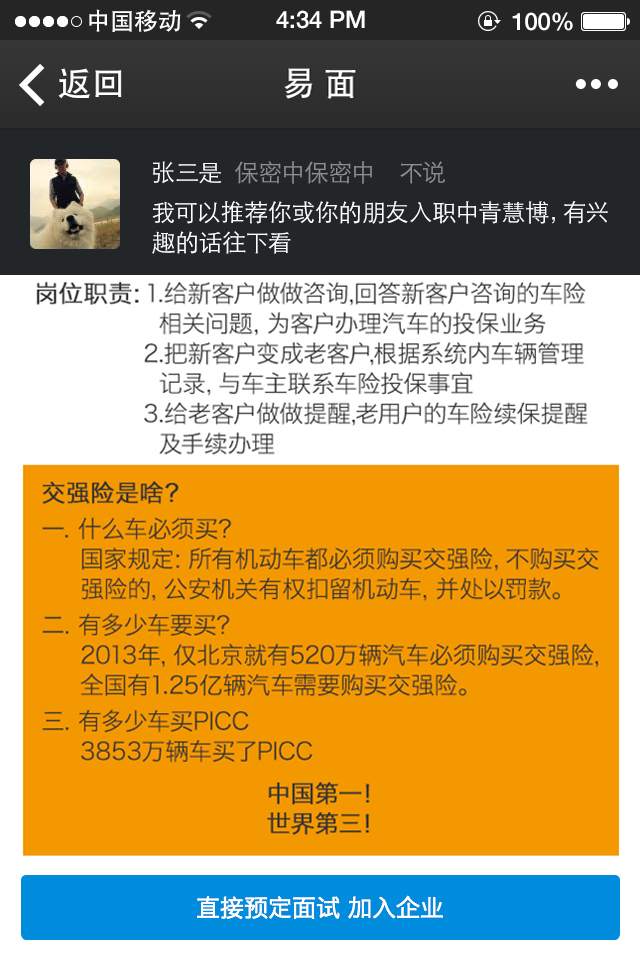 中国移动 4:34 PM 100%
返回 易 面
张三是 保密中保密中 不说
我可以推荐你或你的朋友入职中青慧博, 有兴
趣的话往下看
岗位职责: 1.给新客户做做咨询,回答新客户咨询的车险
相关问题, 为客户办理汽车的投保业务
2.把新客户变成老客户,根据系统内车辆管理
记录, 与车主联系车险投保事宜
3.给老客户做做提醒,老用户的车险续保提醒
及手续办理
交强险是啥?
一. 什么车必须买?
国家规定: 所有机动车都必须购买交强险, 不购买交
强险的, 公安机关有权扣留机动车, 并处以罚款。
二. 有多少车要买?
2013年, 仅北京就有520万辆汽车必须购买交强险,
全国有1.25亿辆汽车需要购买交强险。
三. 有多少车买PICC
3853万辆车买了PICC
中国第一!
世界第三!
直接预定面试 加入企业